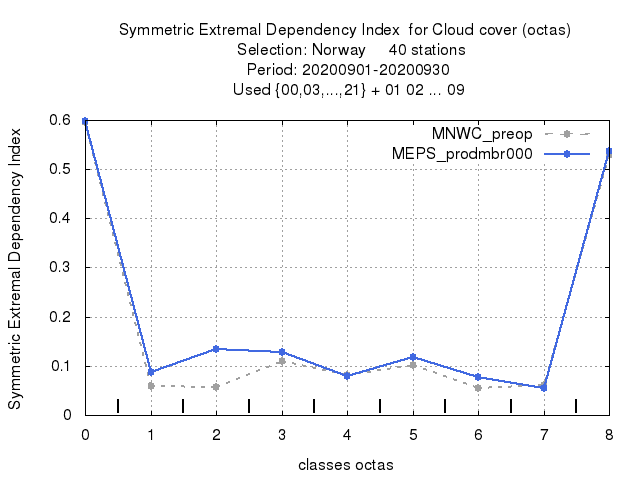 Symmetric Extremal Dependency Index  for Cloud cover (octas)
Selection: Norway     40 stations
Period: 20200901-20200930
Used {00,03,...,21} + 01 02 ... 09
Symmetric Extremal Dependency Index
0.6
0.5
0.4
0.3
0.2
0.1
0
MNWC_preop
MEPS_prodmbr000
0 1 2 3 4 5 6 7 8
classes octas